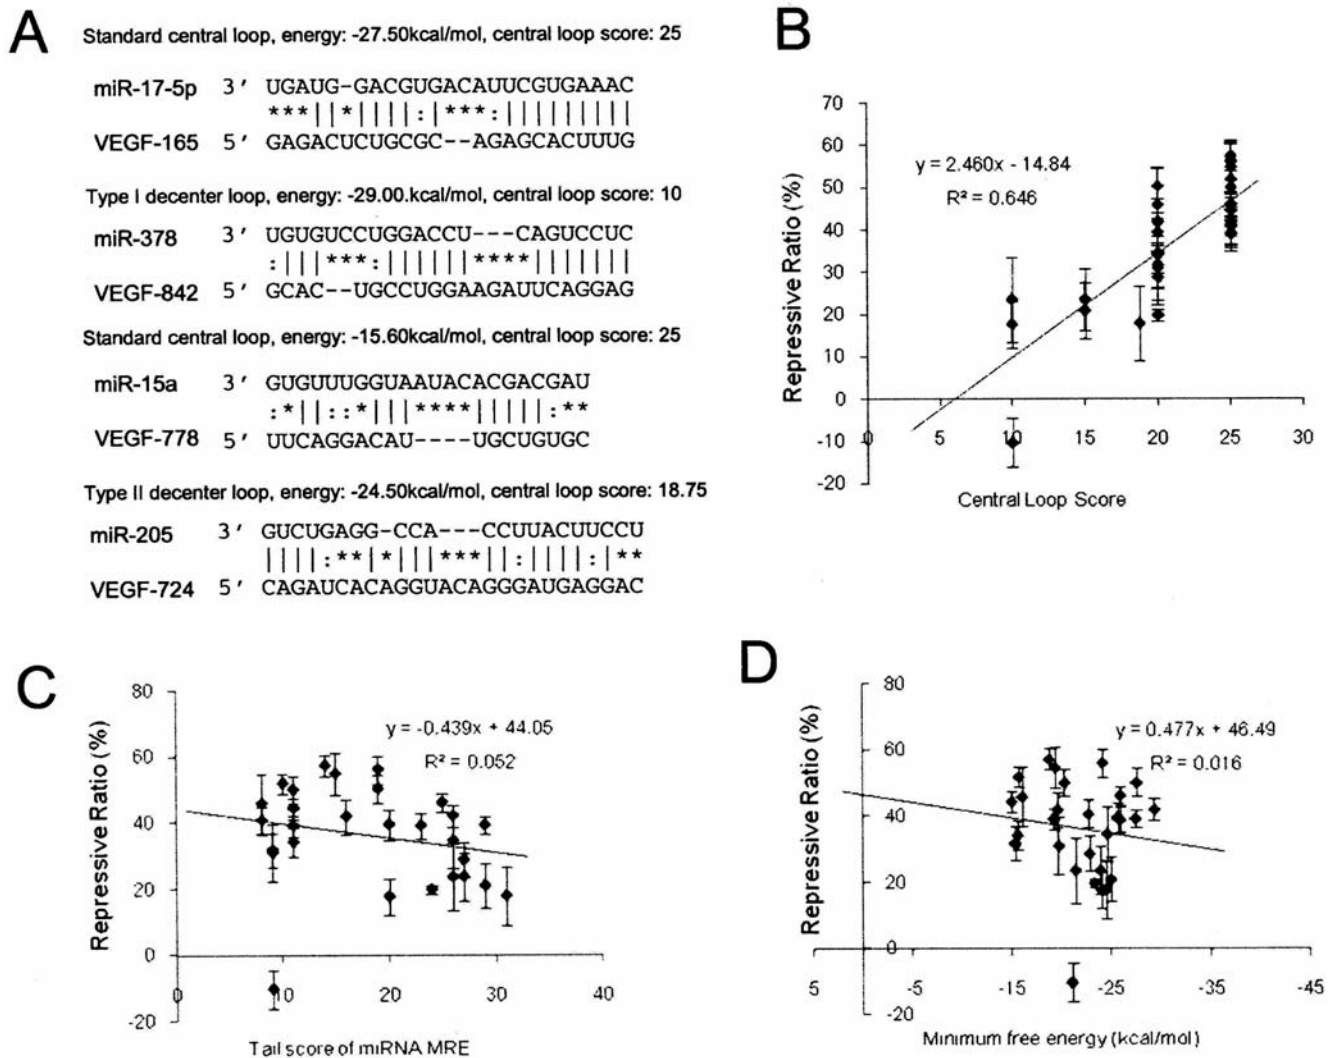 A
Standard central loop, energy: -27.50kcal/mol, central loop score: 25
miR-17-5p 3' UGAUG-GACGUGACAUUCGUGAAAC
***||*||||:|***:|||||||||
VEGF-165 5' GAGACUCUGCGC--AGAGCACUUUG
Type I decenter loop, energy: -29.00.kcal/mol, central loop score: 10
miR-378 3' UGUGUCCUGGACCU---CAGUCCUC
:|||***:||||||****|||||||
VEGF-842 5' GCAC--UGCCUGGAAGAUUCAGGAG
Standard central loop, energy: -15.60kcal/mol, central loop score: 25
miR-15a 3' GUGUUUGGUAAUACACGACGAU
:*||::*|||****|||||:**
VEGF-778 5' UUCAGGACAU----UGCUGUGC
Type II decenter loop, energy: -24.50kcal/mol, central loop score: 18.75
miR-205 3' GUCUGAGG-CCA---CCUUACUUCCU
||||:**|*|||***||:||||:|**
VEGF-724 5' CAGAUCACAGGUACAGGGAUGAGGAC
B
Repressive Ratio (%)
70
60
50
40
30
20
10
0
-10
-20
y = 2.460x - 14.84
R² = 0.646
0 5 10 15 20 25 30
Central Loop Score
C
Repressive Ratio (%)
80
60
40
20
0
-20
y = -0.439x + 44.05
R² = 0.052
0 10 20 30 40
Tail score of miRNA MRE
D
Repressive Ratio (%)
80
60
40
20
0
-20
y = 0.477x + 46.49
R² = 0.016
5 -5 -15 -25 -35 -45
Minimum free energy (kcal/mol)